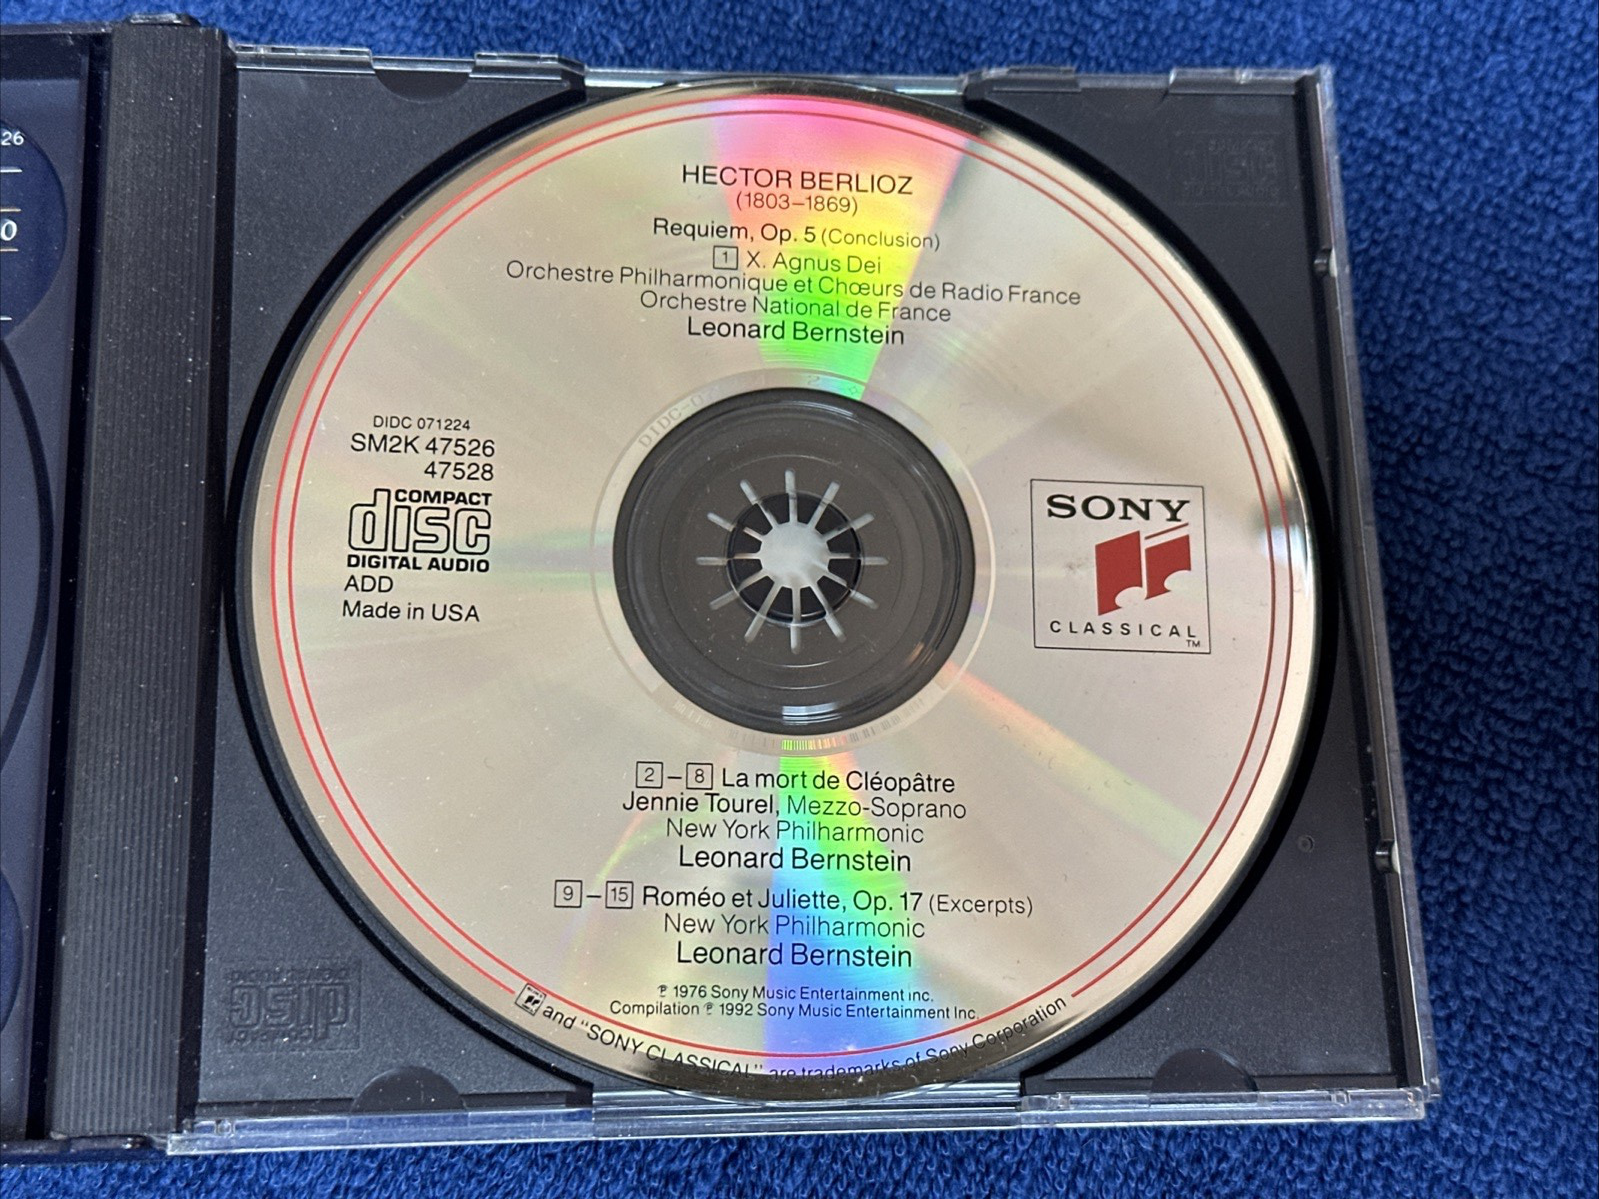 26
0
HECTOR BERLIOZ
(1803–1869)
Requiem, Op. 5 (Conclusion)
1 X. Agnus Dei
Orchestre Philharmonique et Chœurs de Radio France
Orchestre National de France
Leonard Bernstein
DIDC 071224
SM2K 47526
47528
COMPACT
disc
DIGITAL AUDIO
ADD
Made in USA
SONY
CLASSICAL
TM
2 – 8 La mort de Cléopâtre
Jennie Tourel, Mezzo-Soprano
New York Philharmonic
Leonard Bernstein
9 – 15 Roméo et Juliette, Op. 17 (Excerpts)
New York Philharmonic
Leonard Bernstein
℗ 1976 Sony Music Entertainment Inc.
Compilation ℗ 1992 Sony Music Entertainment Inc.
and "SONY CLASSICAL" are trademarks of Sony Corporation